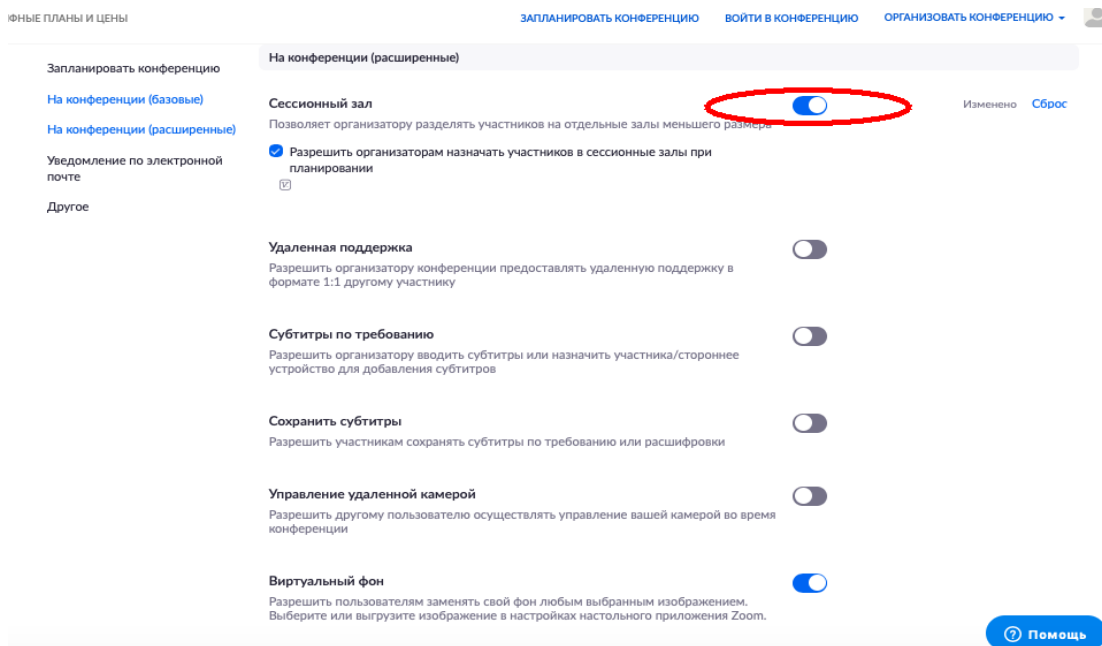 ФНЫЕ ПЛАНЫ И ЦЕНЫ
ЗАПЛАНИРОВАТЬ КОНФЕРЕНЦИЮ
ВОЙТИ В КОНФЕРЕНЦИЮ
ОРГАНИЗОВАТЬ КОНФЕРЕНЦИЮ
Запланировать конференцию
На конференции (базовые)
На конференции (расширенные)
Уведомление по электронной
почте
Другое
На конференции (расширенные)
Сессионный зал
Изменено Сброс
Позволяет организатору разделять участников на отдельные залы меньшего размера
Разрешить организаторам назначать участников в сессионные залы при
планировании
Удаленная поддержка
Разрешить организатору конференции предоставлять удаленную поддержку в
формате 1:1 другому участнику
Субтитры по требованию
Разрешить организатору вводить субтитры или назначить участника/стороннее
устройство для добавления субтитров
Сохранить субтитры
Разрешить участникам сохранять субтитры по требованию или расшифровки
Управление удаленной камерой
Разрешить другому пользователю осуществлять управление вашей камерой во время
конференции
Виртуальный фон
Разрешить пользователям заменять свой фон любым выбранным изображением.
Выберите или выгрузите изображение в настройках настольного приложения Zoom.
Помощь